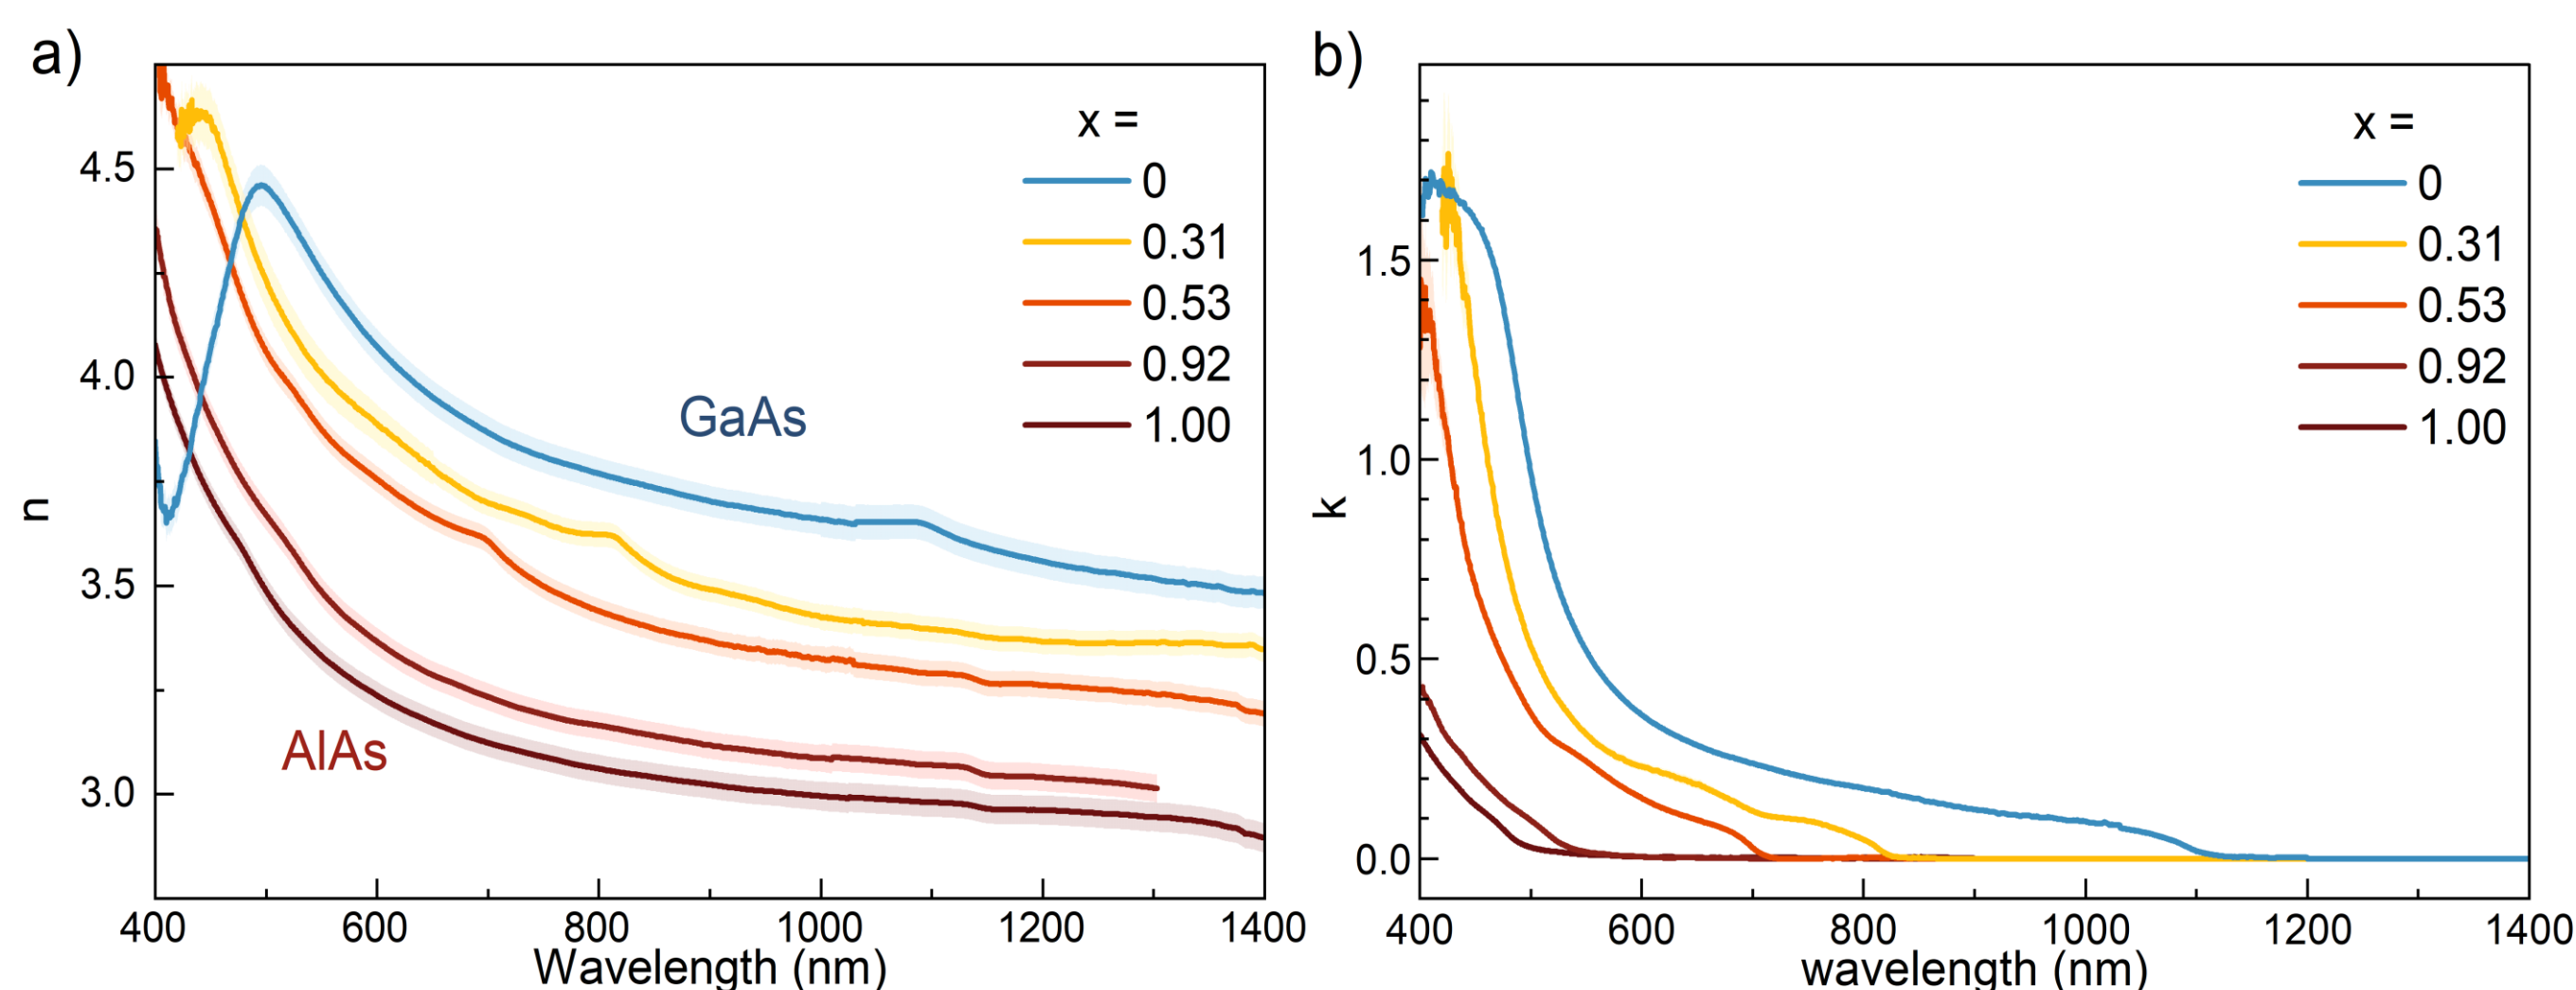 a)
x =
0
0.31
0.53
0.92
1.00
GaAs
AlAs
n
4.5
4.0
3.5
3.0
400 600 800 1000 1200 1400
Wavelength (nm)
b)
x =
0
0.31
0.53
0.92
1.00
k
1.5
1.0
0.5
0.0
400 600 800 1000 1200 1400
wavelength (nm)